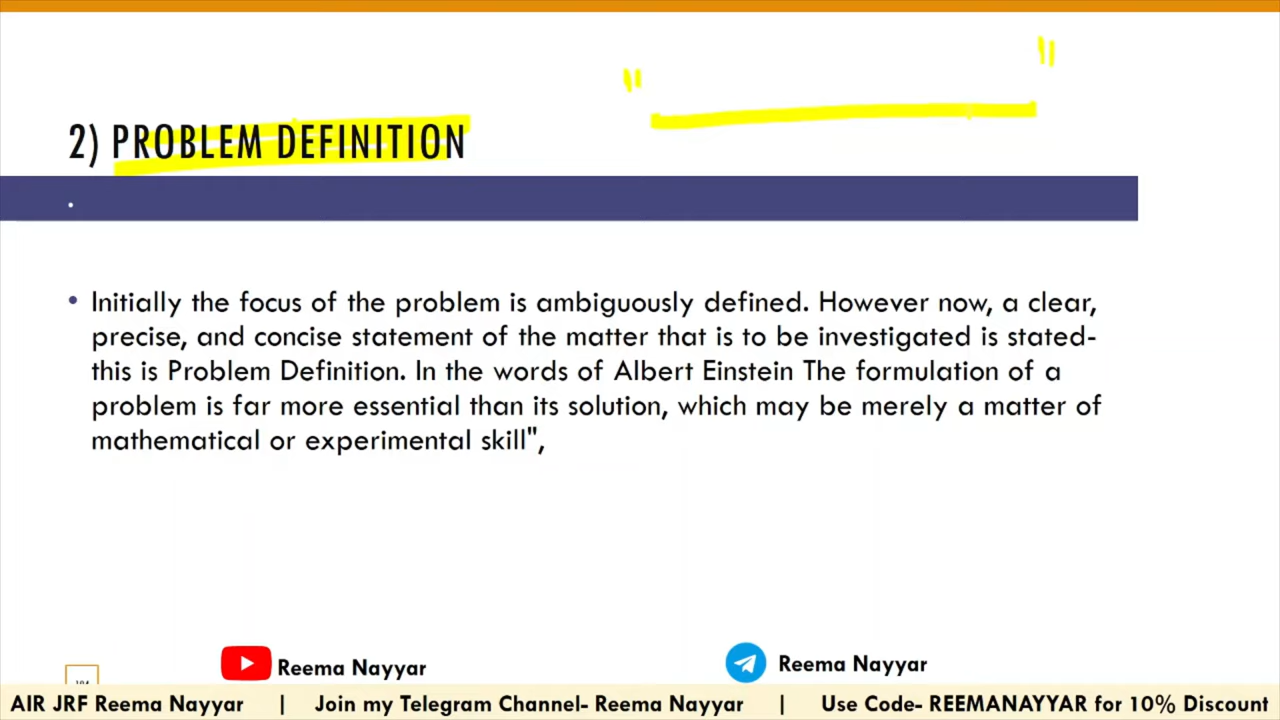 " "
2) PROBLEM DEFINITION
• Initially the focus of the problem is ambiguously defined. However now, a clear,
precise, and concise statement of the matter that is to be investigated is stated-
this is Problem Definition. In the words of Albert Einstein The formulation of a
problem is far more essential than its solution, which may be merely a matter of
mathematical or experimental skill",
Reema Nayyar
Reema Nayyar
AIR JRF Reema Nayyar | Join my Telegram Channel- Reema Nayyar | Use Code- REEMANAYYAR for 10% Discount